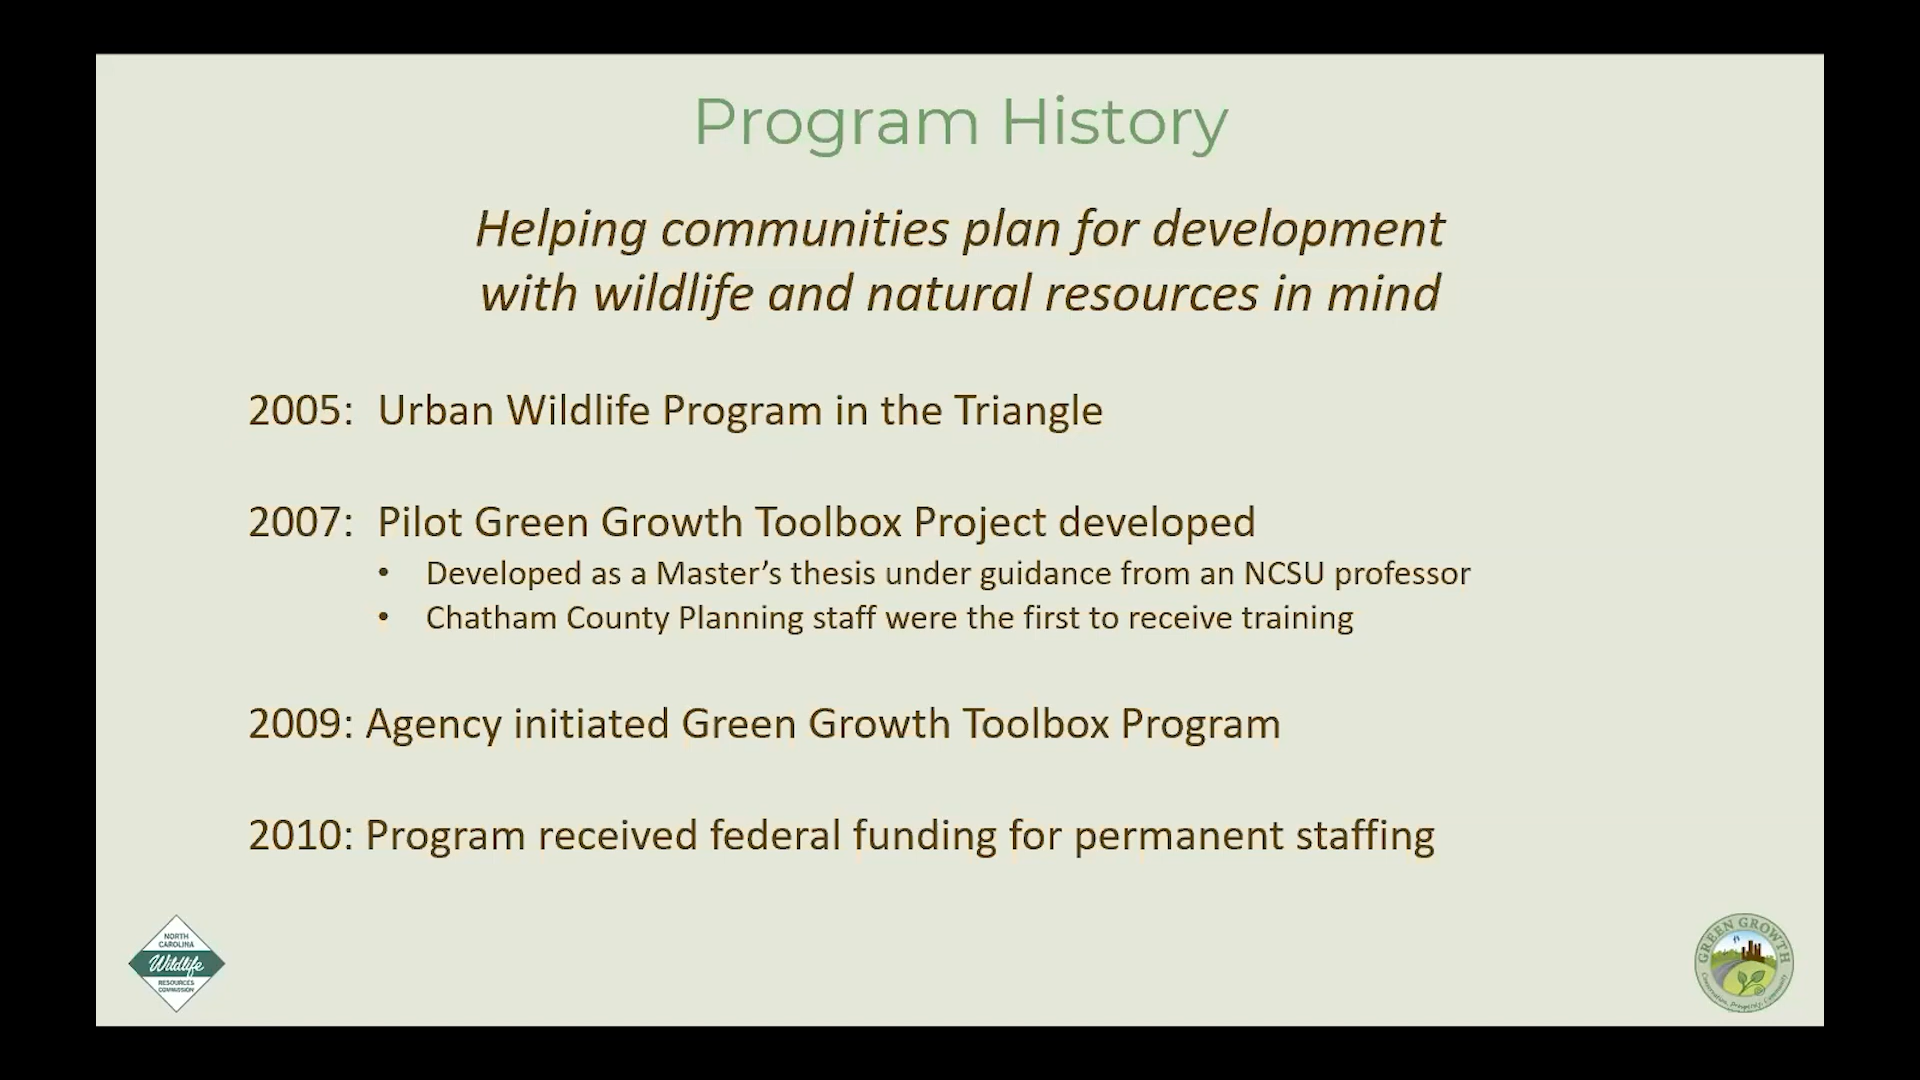 Program History
Helping communities plan for development
with wildlife and natural resources in mind
2005: Urban Wildlife Program in the Triangle
2007: Pilot Green Growth Toolbox Project developed
• Developed as a Master’s thesis under guidance from an NCSU professor
• Chatham County Planning staff were the first to receive training
2009: Agency initiated Green Growth Toolbox Program
2010: Program received federal funding for permanent staffing
NORTH
CAROLINA
Wildlife
RESOURCES
COMMISSION
GREEN GROWTH
Conservation, Prosperity, Community